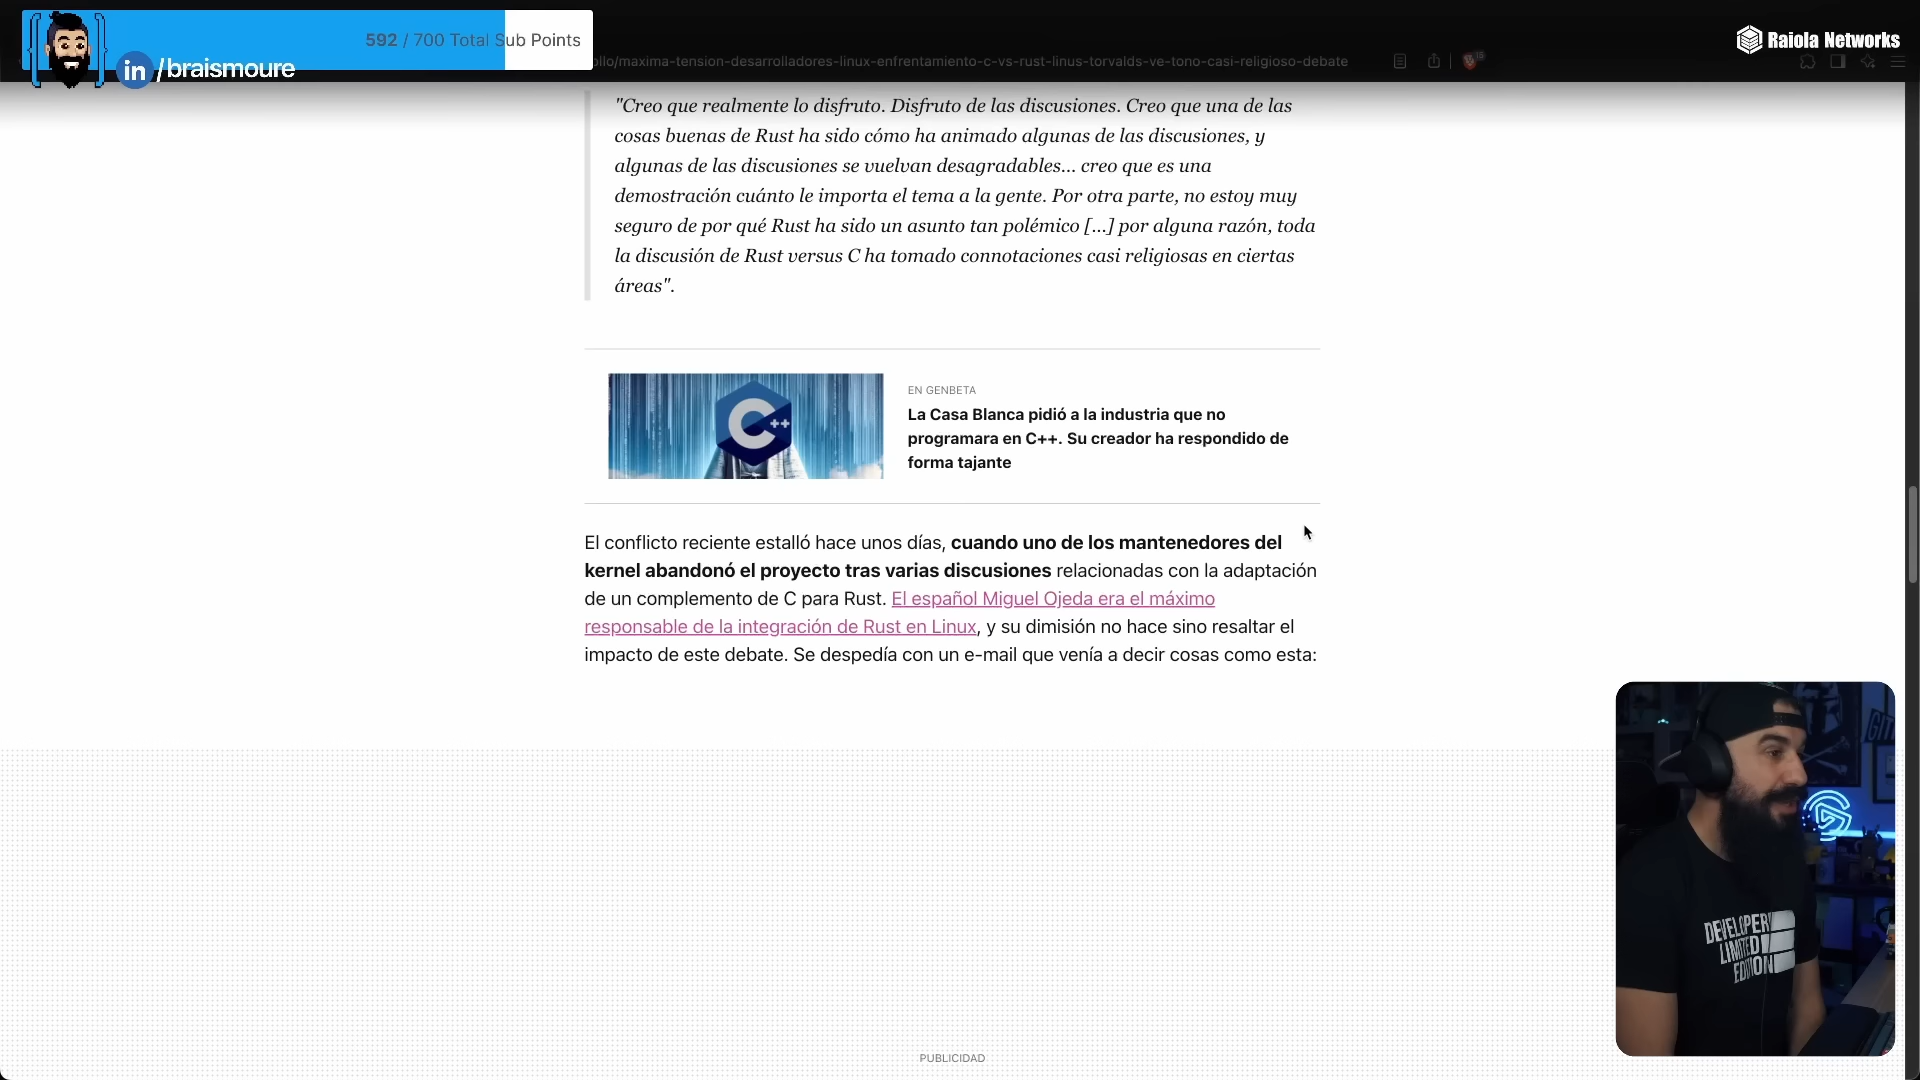 592 / 700 Total Sub Points
in /braismoure
ollo/maxima-tension-desarrolladores-linux-enfrentamiento-c-vs-rust-linus-torvalds-ve-tono-casi-religioso-debate
Raiola Networks
"Creo que realmente lo disfruto. Disfruto de las discusiones. Creo que una de las
cosas buenas de Rust ha sido cómo ha animado algunas de las discusiones, y
algunas de las discusiones se vuelvan desagradables... creo que es una
demostración cuánto le importa el tema a la gente. Por otra parte, no estoy muy
seguro de por qué Rust ha sido un asunto tan polémico [...] por alguna razón, toda
la discusión de Rust versus C ha tomado connotaciones casi religiosas en ciertas
áreas".
C++
EN GENBETA
La Casa Blanca pidió a la industria que no
programara en C++. Su creador ha respondido de
forma tajante
El conflicto reciente estalló hace unos días, cuando uno de los mantenedores del
kernel abandonó el proyecto tras varias discusiones relacionadas con la adaptación
de un complemento de C para Rust. El español Miguel Ojeda era el máximo
responsable de la integración de Rust en Linux, y su dimisión no hace sino resaltar el
impacto de este debate. Se despedía con un e-mail que venía a decir cosas como esta:
GIT
DEVELOPER
LIMITED
EDITION
PUBLICIDAD